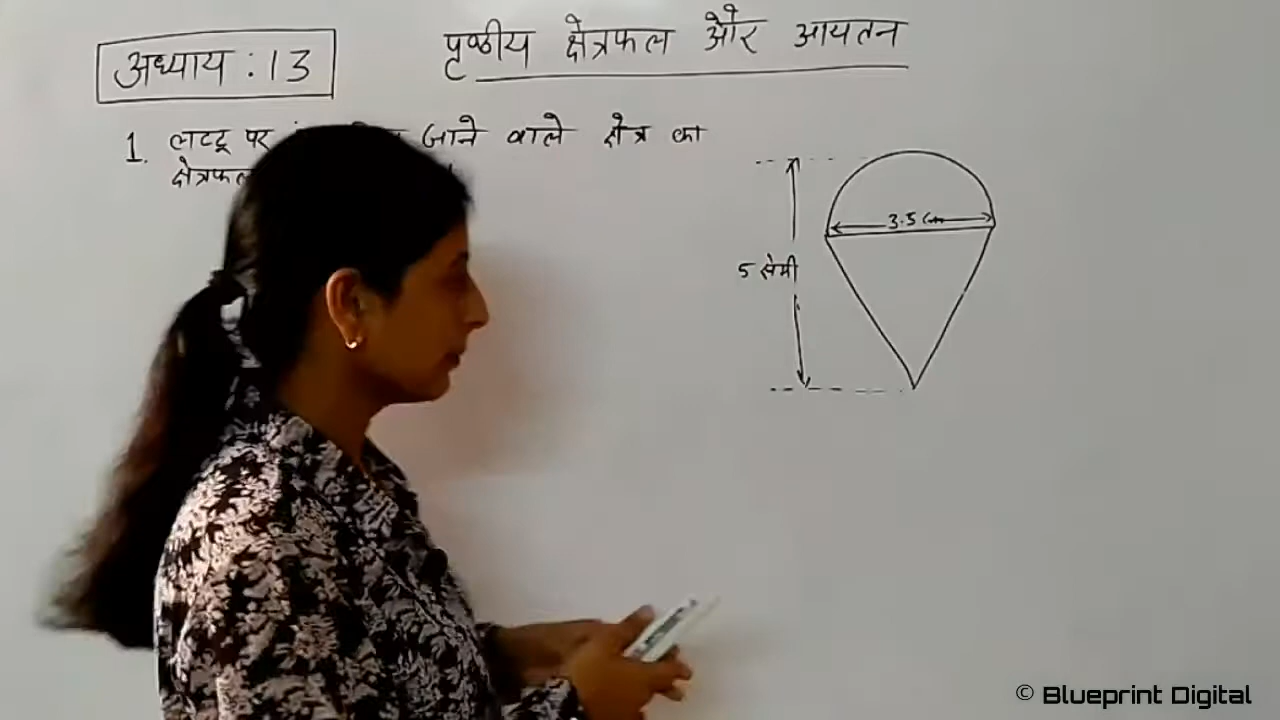 अध्याय : 13
पृष्ठीय क्षेत्रफल और आयतन
1. लट्टू पर जाने वाले क्षेत्र का
क्षेत्रफल
3.5 cm
5 सेमी
© Blueprint Digital